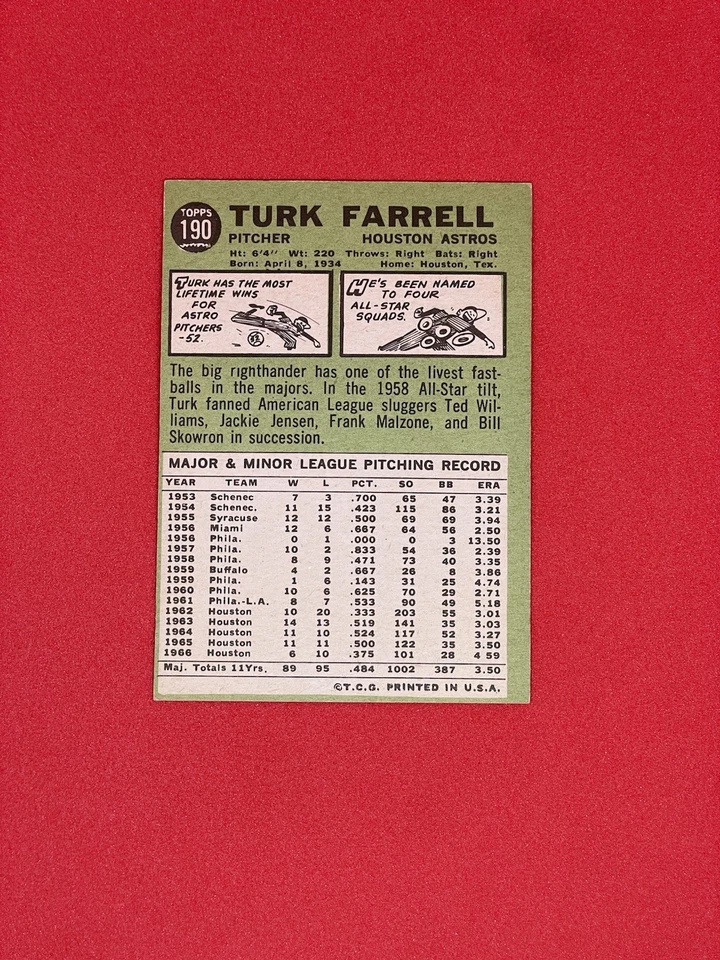 TOPPS
190
TURK FARRELL
PITCHER HOUSTON ASTROS
Ht: 6'4" Wt: 220 Throws: Right Bats: Right
Born: April 8, 1934 Home: Houston, Tex.
TURK HAS THE MOST
LIFETIME WINS
FOR
ASTRO
PITCHERS
-52.
HE'S BEEN NAMED
TO FOUR
ALL-STAR
SQUADS.
The big righthander has one of the livest fast-
balls in the majors. In the 1958 All-Star tilt,
Turk fanned American League sluggers Ted Wil-
liams, Jackie Jensen, Frank Malzone, and Bill
Skowron in succession.
MAJOR & MINOR LEAGUE PITCHING RECORD
YEAR TEAM W L PCT. SO BB ERA
1953 Schenec 7 3 .700 65 47 3.39
1954 Schenec. 11 15 .423 115 86 3.21
1955 Syracuse 12 12 .500 69 69 3.94
1956 Miami 12 6 .667 64 56 2.50
1956 Phila. 0 1 .000 0 3 13.50
1957 Phila. 10 2 .833 54 36 2.39
1958 Phila. 8 9 .471 73 40 3.35
1959 Buffalo 4 2 .667 26 8 3.86
1959 Phila. 1 6 .143 31 25 4.74
1960 Phila. 10 6 .625 70 29 2.71
1961 Phila.-L.A. 8 7 .533 90 49 5.18
1962 Houston 10 20 .333 203 55 3.01
1963 Houston 14 13 .519 141 35 3.03
1964 Houston 11 10 .524 117 52 3.27
1965 Houston 11 11 .500 122 35 3.50
1966 Houston 6 10 .375 101 28 4 59
Maj. Totals 11Yrs. 89 95 .484 1002 387 3.50
©T.C.G. PRINTED IN U.S.A.